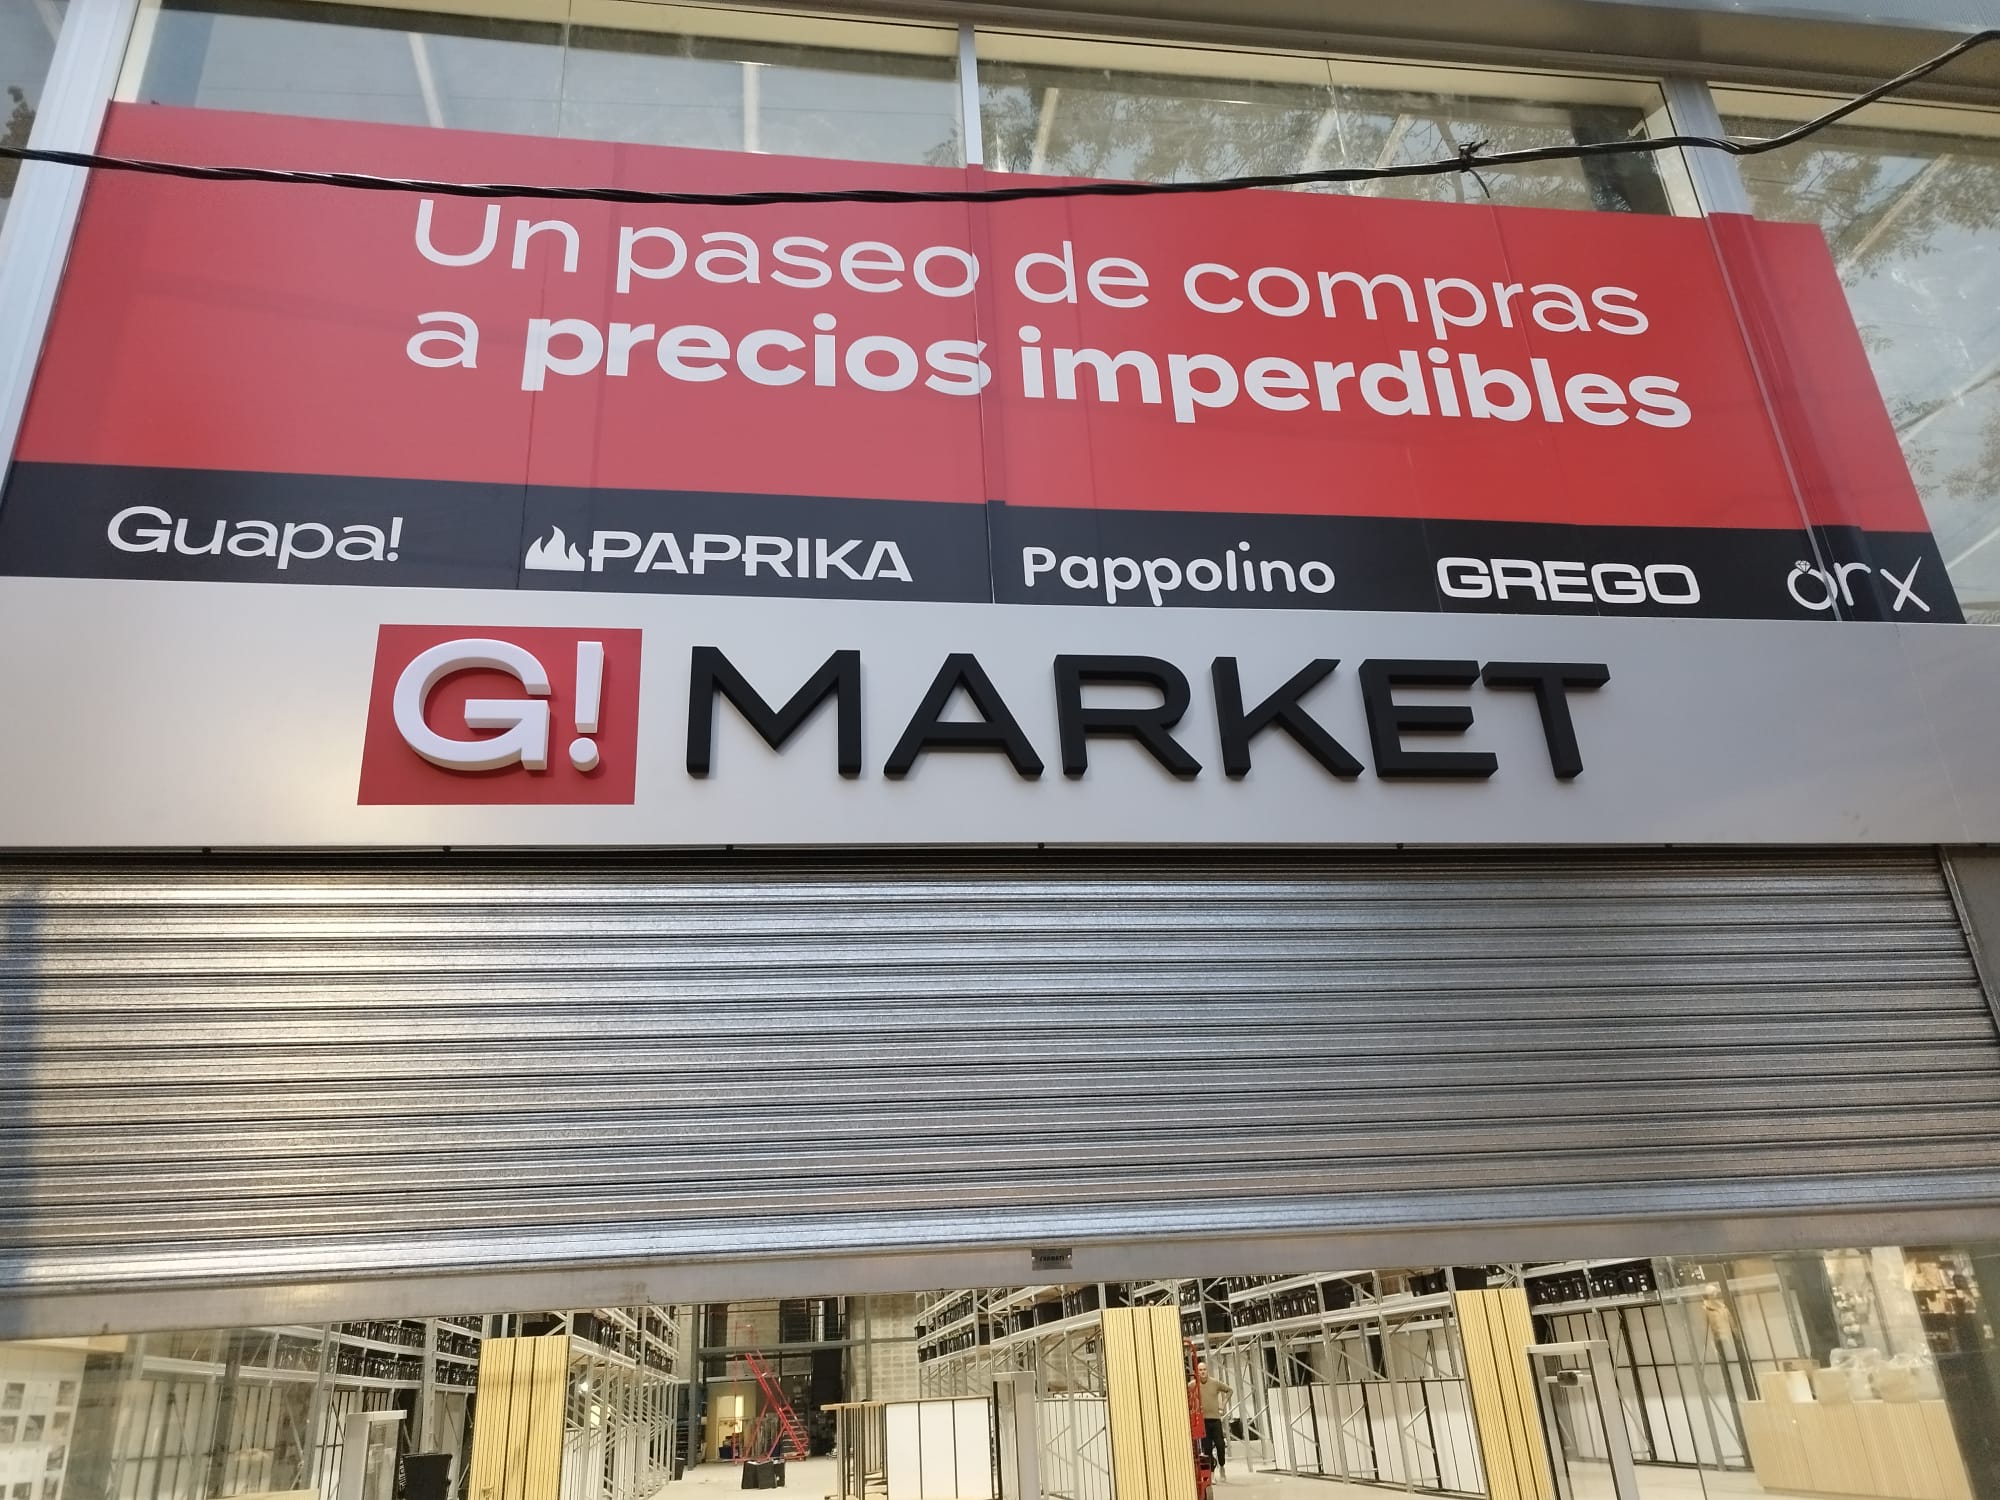 Un paseo de compras
a precios imperdibles
Guapa! PAPRIKA Pappolino GREGO orx
G! MARKET